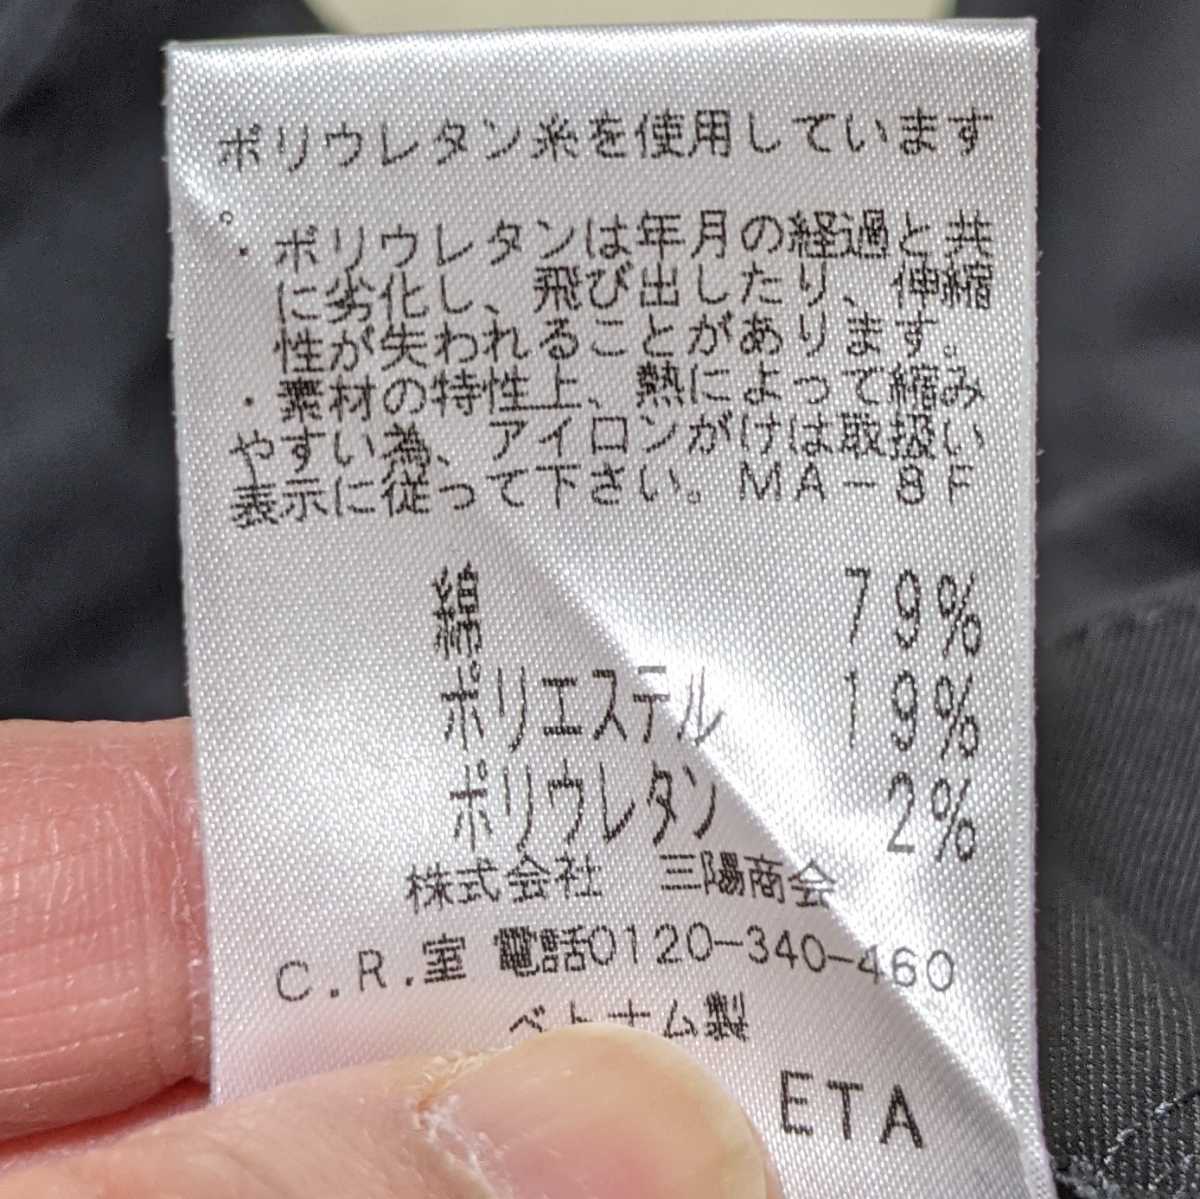 ポリウレタン糸を使用しています
。
・ポリウレタンは年月の経過と共
に劣化し、飛び出したり、伸縮
性が失われることがあります。
・素材の特性上、熱によって縮み
やすい為、アイロンがけは取扱い
表示に従って下さい。MA-8F
綿 79%
ポリエステル 19%
ポリウレタン 2%
株式会社 三陽商会
C.R.室 電話0120-340-460
ベトナム製
ETA